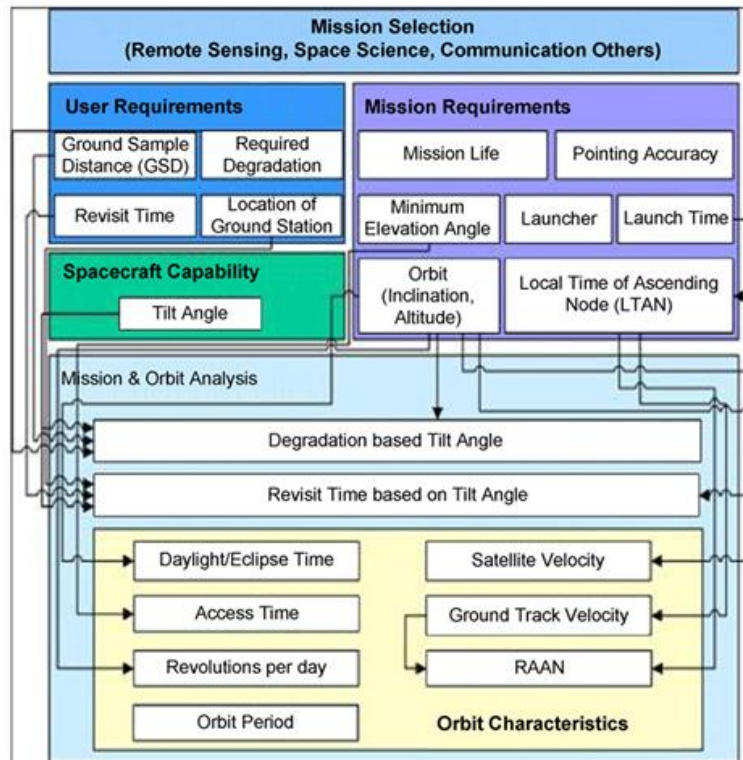 Mission Selection
(Remote Sensing, Space Science, Communication Others)
User Requirements
Ground Sample
Distance (GSD)
Required
Degradation
Revisit Time
Location of
Ground Station
Mission Requirements
Mission Life
Pointing Accuracy
Minimum
Elevation Angle
Launcher
Launch Time
Orbit
(Inclination,
Altitude)
Local Time of Ascending
Node (LTAN)
Spacecraft Capability
Tilt Angle
Mission & Orbit Analysis
Degradation based Tilt Angle
Revisit Time based on Tilt Angle
Daylight/Eclipse Time
Satellite Velocity
Access Time
Ground Track Velocity
Revolutions per day
RAAN
Orbit Period
Orbit Characteristics